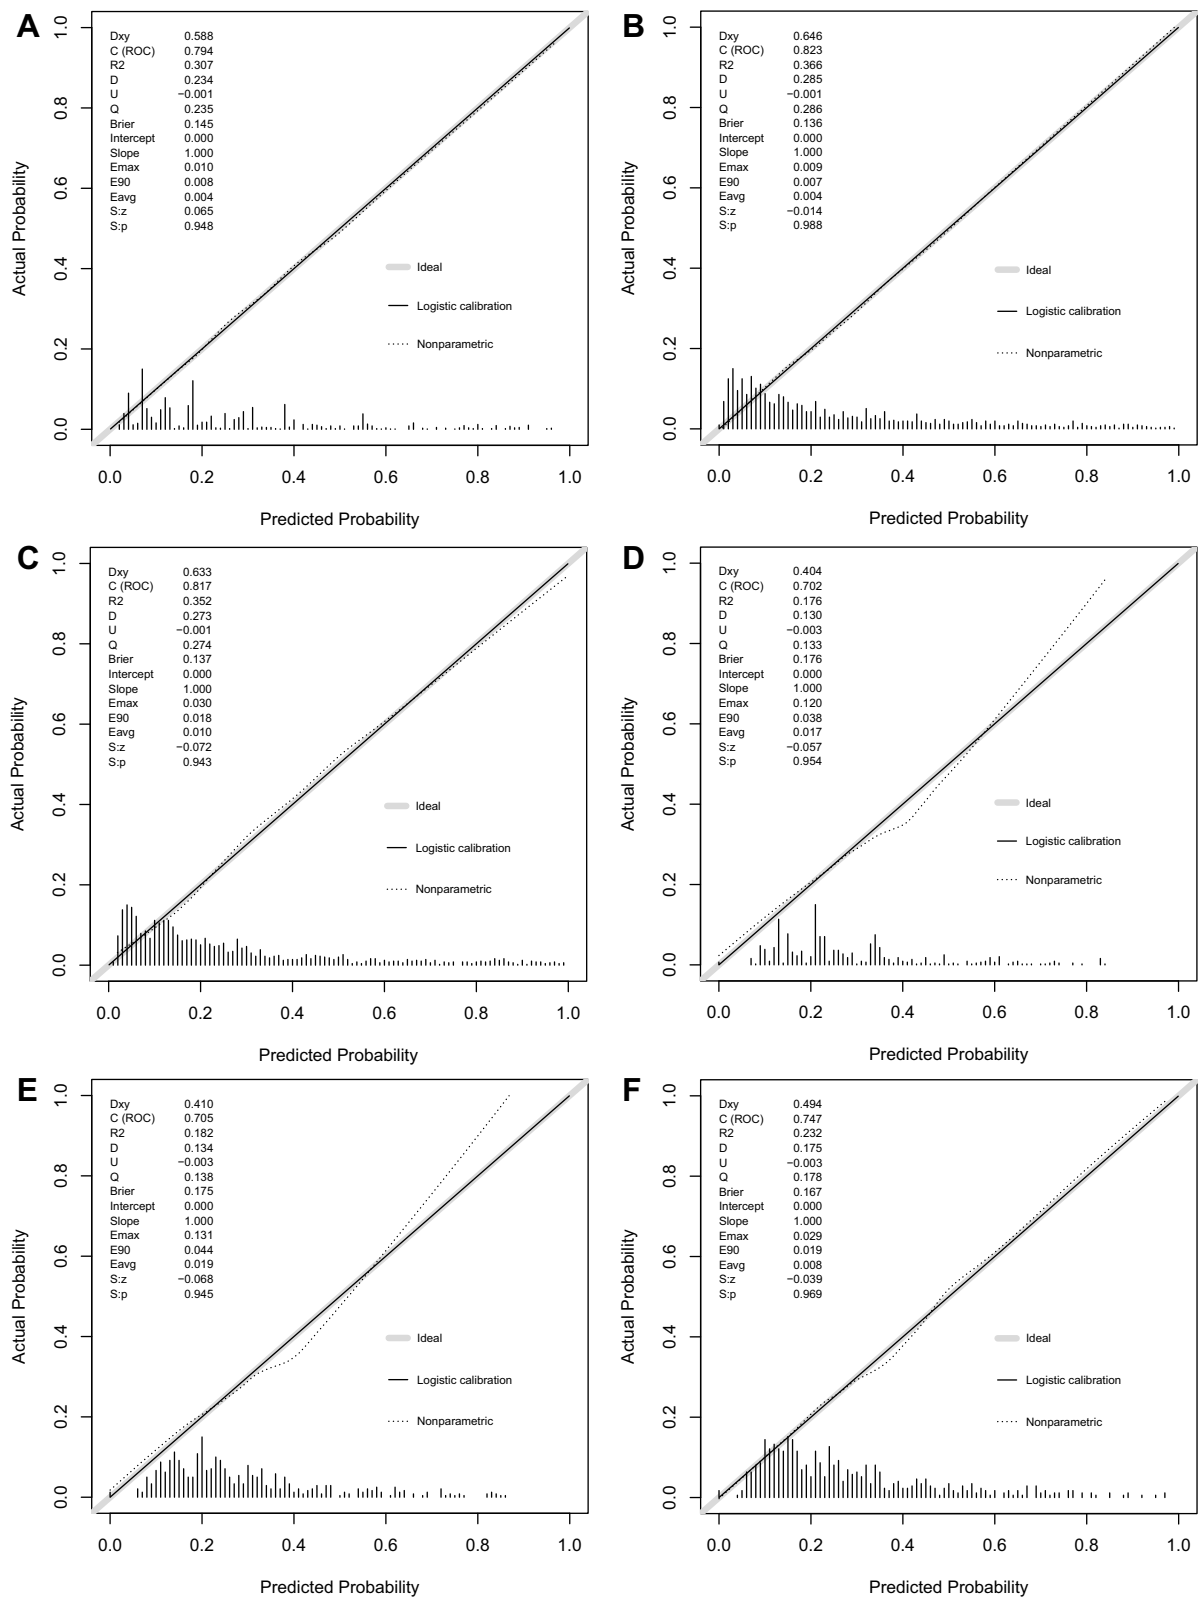 A
Dxy 0.588
C (ROC) 0.794
R2 0.307
D 0.234
U −0.001
Q 0.235
Brier 0.145
Intercept 0.000
Slope 1.000
Emax 0.010
E90 0.008
Eavg 0.004
S:z 0.065
S:p 0.948
Ideal
Logistic calibration
Nonparametric
Actual Probability
0.0 0.2 0.4 0.6 0.8 1.0
0.0 0.2 0.4 0.6 0.8 1.0
Predicted Probability
B
Dxy 0.646
C (ROC) 0.823
R2 0.366
D 0.285
U −0.001
Q 0.286
Brier 0.136
Intercept 0.000
Slope 1.000
Emax 0.009
E90 0.007
Eavg 0.004
S:z −0.014
S:p 0.988
Ideal
Logistic calibration
Nonparametric
Actual Probability
0.0 0.2 0.4 0.6 0.8 1.0
0.0 0.2 0.4 0.6 0.8 1.0
Predicted Probability
C
Dxy 0.633
C (ROC) 0.817
R2 0.352
D 0.273
U −0.001
Q 0.274
Brier 0.137
Intercept 0.000
Slope 1.000
Emax 0.030
E90 0.018
Eavg 0.010
S:z −0.072
S:p 0.943
Ideal
Logistic calibration
Nonparametric
Actual Probability
0.0 0.2 0.4 0.6 0.8 1.0
0.0 0.2 0.4 0.6 0.8 1.0
Predicted Probability
D
Dxy 0.404
C (ROC) 0.702
R2 0.176
D 0.130
U −0.003
Q 0.133
Brier 0.176
Intercept 0.000
Slope 1.000
Emax 0.120
E90 0.038
Eavg 0.017
S:z −0.057
S:p 0.954
Ideal
Logistic calibration
Nonparametric
Actual Probability
0.0 0.2 0.4 0.6 0.8 1.0
0.0 0.2 0.4 0.6 0.8 1.0
Predicted Probability
E
Dxy 0.410
C (ROC) 0.705
R2 0.182
D 0.134
U −0.003
Q 0.138
Brier 0.175
Intercept 0.000
Slope 1.000
Emax 0.131
E90 0.044
Eavg 0.019
S:z −0.068
S:p 0.945
Ideal
Logistic calibration
Nonparametric
Actual Probability
0.0 0.2 0.4 0.6 0.8 1.0
0.0 0.2 0.4 0.6 0.8 1.0
Predicted Probability
F
Dxy 0.494
C (ROC) 0.747
R2 0.232
D 0.175
U −0.003
Q 0.178
Brier 0.167
Intercept 0.000
Slope 1.000
Emax 0.029
E90 0.019
Eavg 0.008
S:z −0.039
S:p 0.969
Ideal
Logistic calibration
Nonparametric
Actual Probability
0.0 0.2 0.4 0.6 0.8 1.0
0.0 0.2 0.4 0.6 0.8 1.0
Predicted Probability